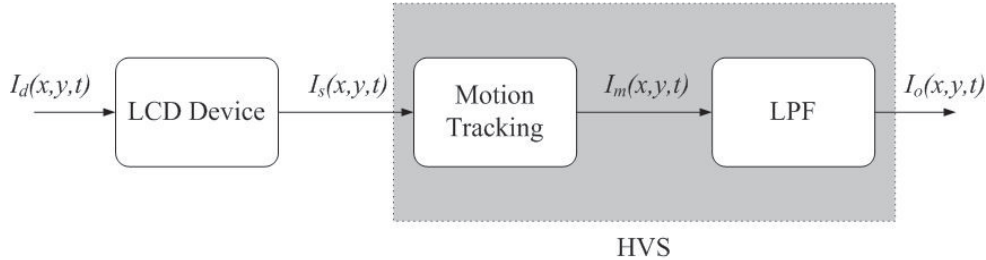 I_d(x,y,t)
LCD Device
I_s(x,y,t)
Motion
Tracking
I_m(x,y,t)
LPF
I_o(x,y,t)
HVS